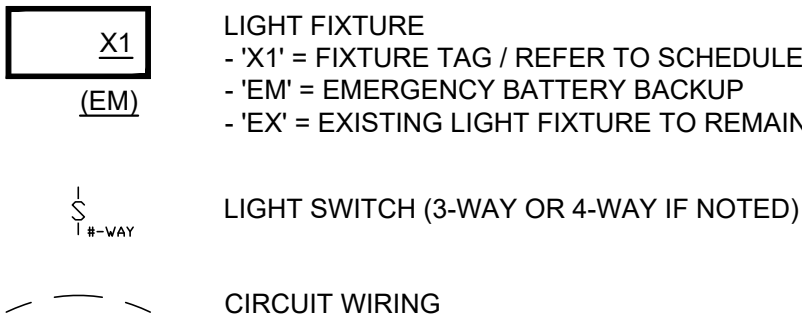 X1
(EM)
LIGHT FIXTURE
- 'X1' = FIXTURE TAG / REFER TO SCHEDULE
- 'EM' = EMERGENCY BATTERY BACKUP
- 'EX' = EXISTING LIGHT FIXTURE TO REMAIN
S
#-WAY
LIGHT SWITCH (3-WAY OR 4-WAY IF NOTED)
CIRCUIT WIRING